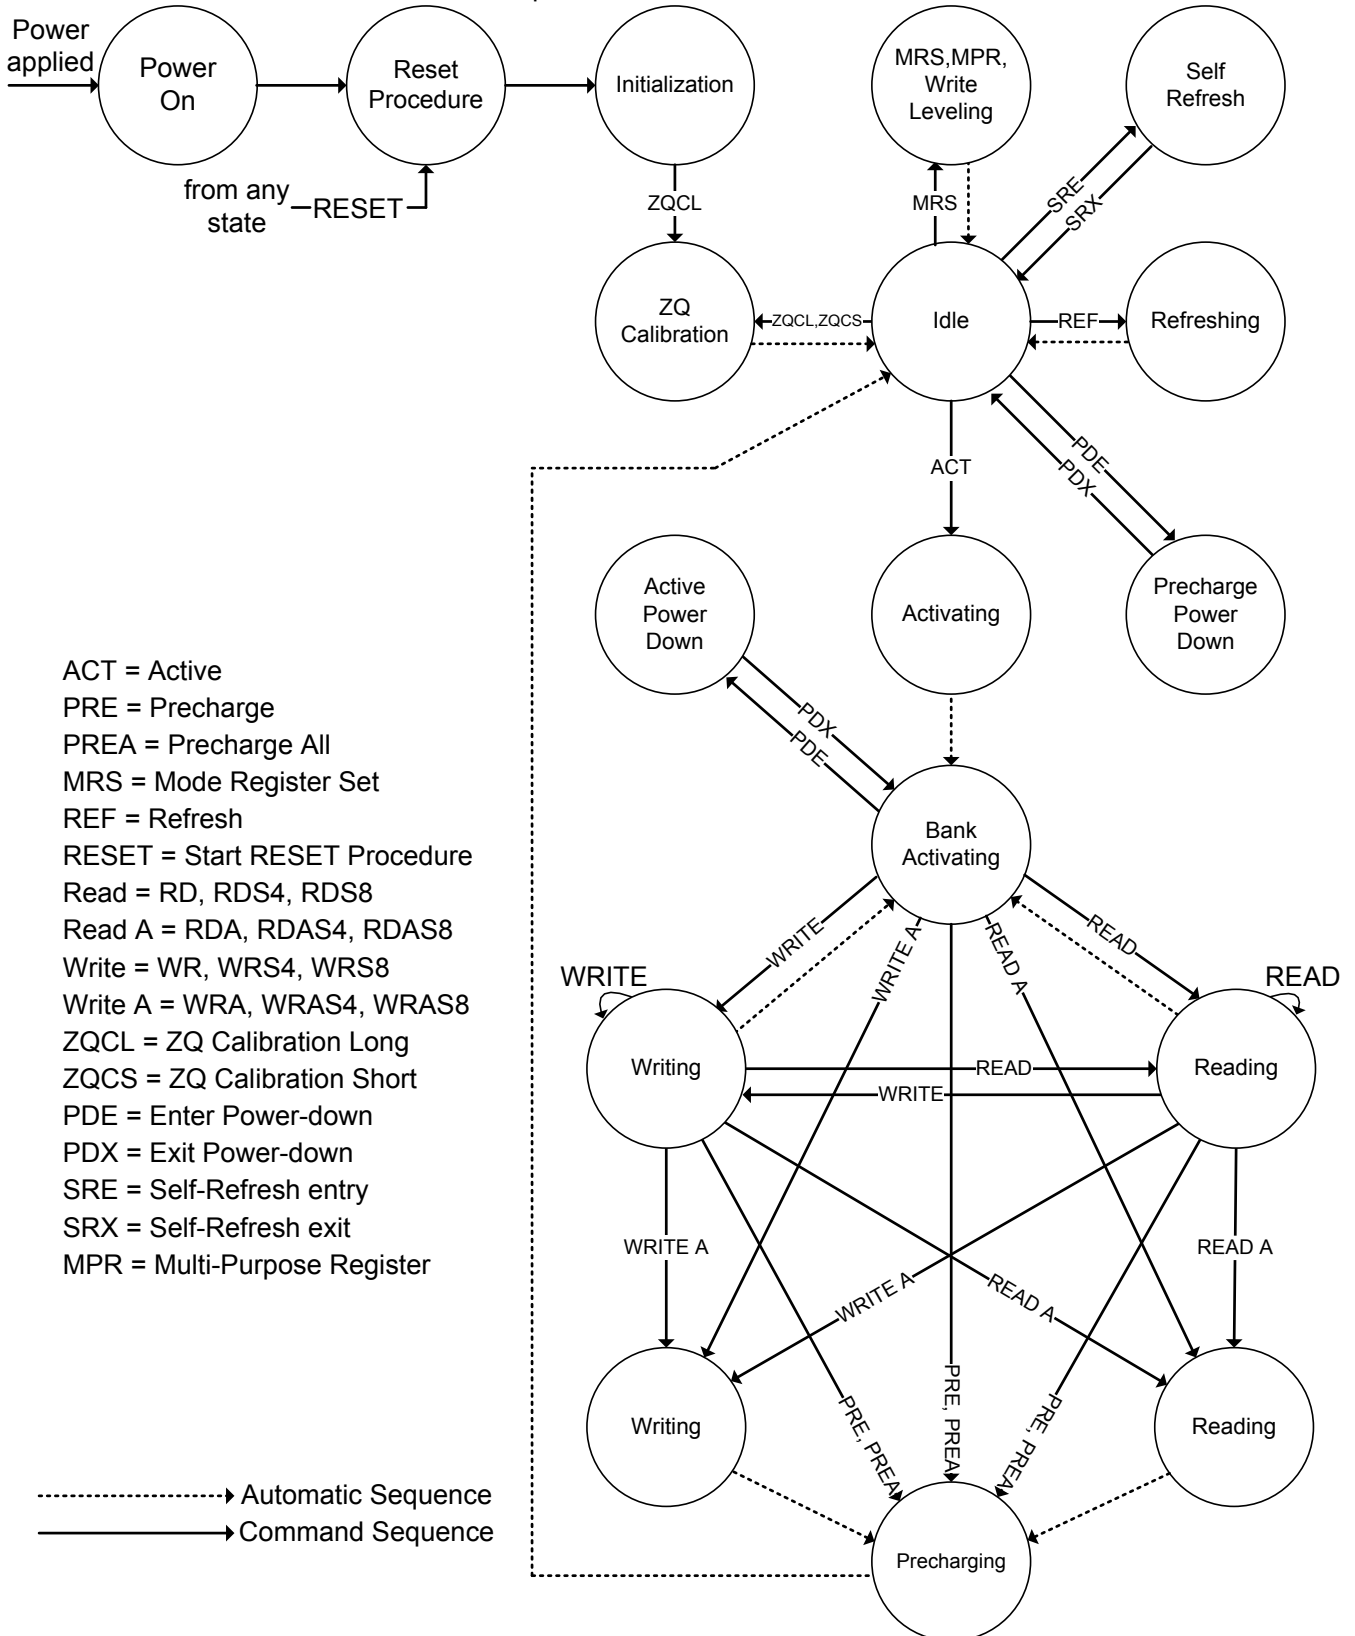 Power
applied
Power
On
Reset
Procedure
Initialization
MRS,MPR,
Write
Leveling
Self
Refresh
from any
state
RESET
ZQCL
MRS
SRE
SRX
ZQ
Calibration
ZQCL,ZQCS
Idle
REF
Refreshing
ACT
PDE
PDX
Active
Power
Down
Activating
Precharge
Power
Down
PDX
PDE
Bank
Activating
ACT = Active
PRE = Precharge
PREA = Precharge All
MRS = Mode Register Set
REF = Refresh
RESET = Start RESET Procedure
Read = RD, RDS4, RDS8
Read A = RDA, RDAS4, RDAS8
Write = WR, WRS4, WRS8
Write A = WRA, WRAS4, WRAS8
ZQCL = ZQ Calibration Long
ZQCS = ZQ Calibration Short
PDE = Enter Power-down
PDX = Exit Power-down
SRE = Self-Refresh entry
SRX = Self-Refresh exit
MPR = Multi-Purpose Register
WRITE
WRITE A
READ A
READ
WRITE
READ
Writing
READ
WRITE
Reading
WRITE A
WRITE A
READ A
READ A
Writing
PRE, PREA
PRE, PREA
PRE, PREA
Reading
Precharging
Automatic Sequence
Command Sequence